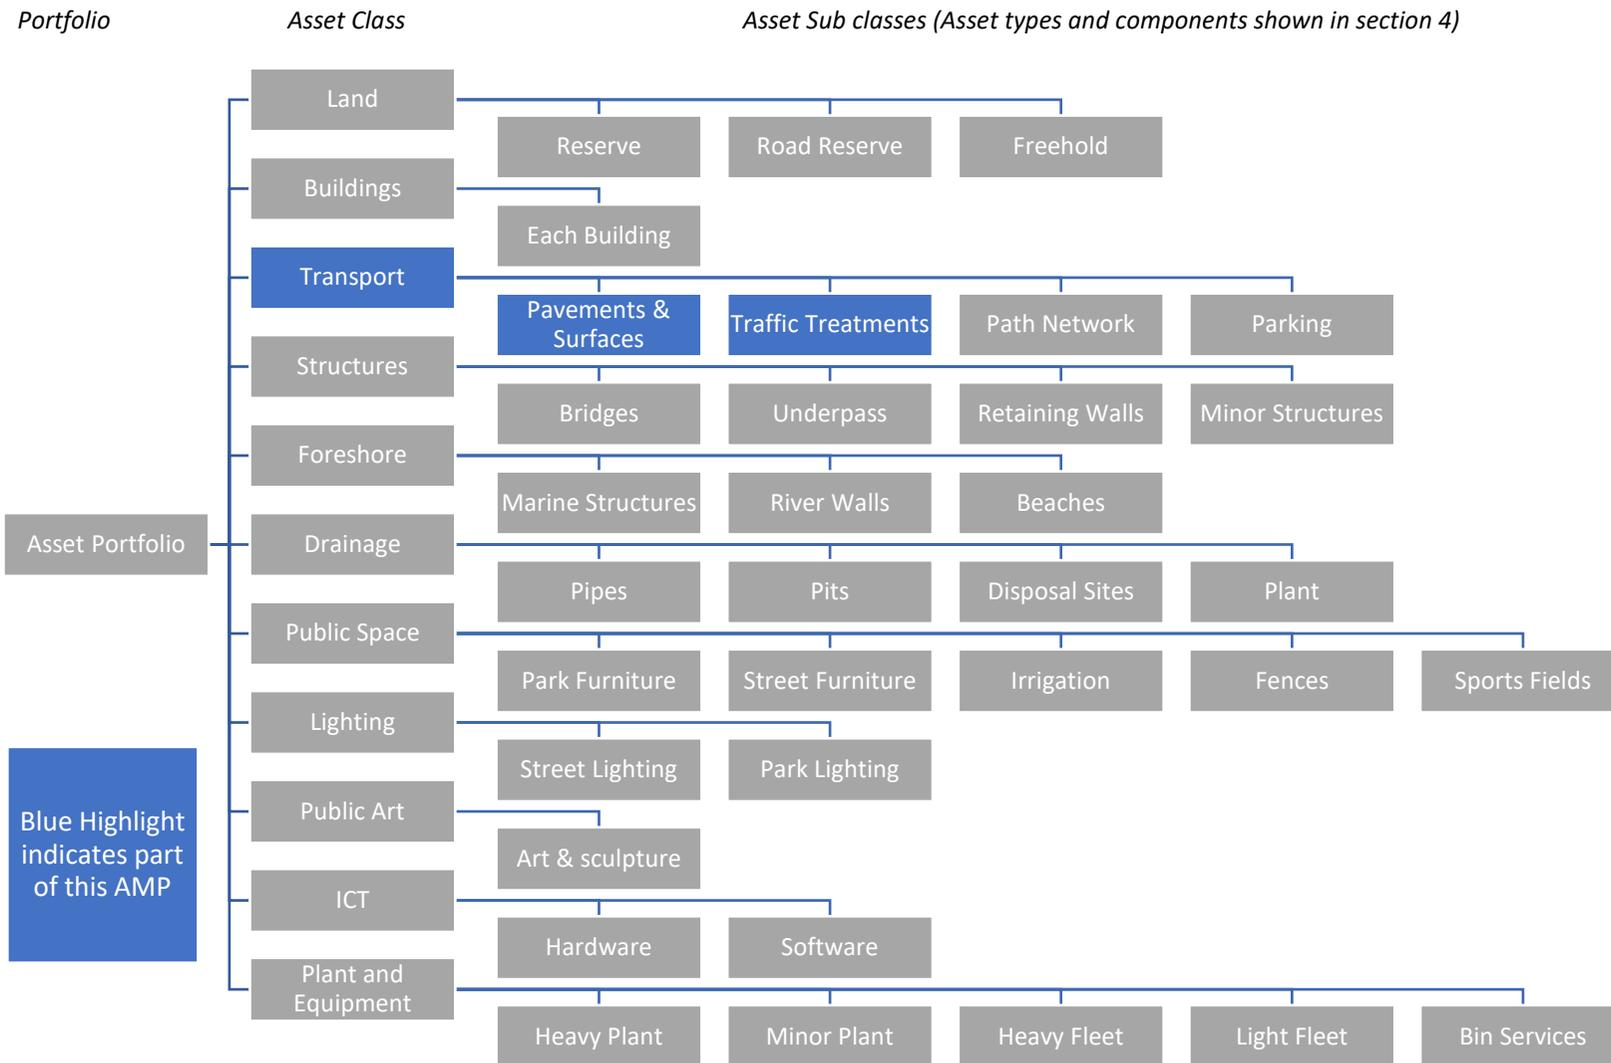 Portfolio
Asset Class
Asset Sub classes (Asset types and components shown in section 4)
Land
Reserve
Road Reserve
Freehold
Buildings
Each Building
Transport
Pavements &
Surfaces
Traffic Treatments
Path Network
Parking
Structures
Bridges
Underpass
Retaining Walls
Minor Structures
Foreshore
Marine Structures
River Walls
Beaches
Asset Portfolio
Drainage
Pipes
Pits
Disposal Sites
Plant
Public Space
Park Furniture
Street Furniture
Irrigation
Fences
Sports Fields
Lighting
Street Lighting
Park Lighting
Public Art
Art & sculpture
Blue Highlight
indicates part
of this AMP
ICT
Hardware
Software
Plant and
Equipment
Heavy Plant
Minor Plant
Heavy Fleet
Light Fleet
Bin Services